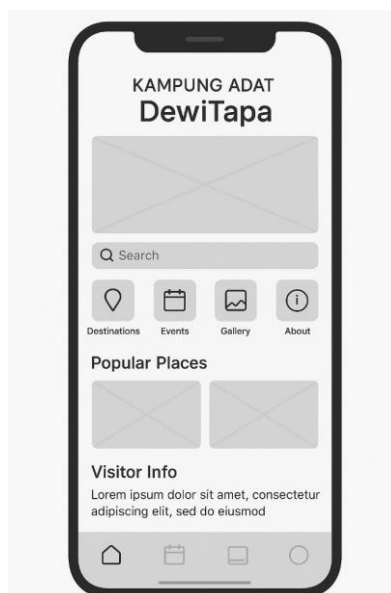 KAMPUNG ADAT
DewiTapa
Search
Destinations Events Gallery About
Popular Places
Visitor Info
Lorem ipsum dolor sit amet, consectetur
adipiscing elit, sed do eiusmod